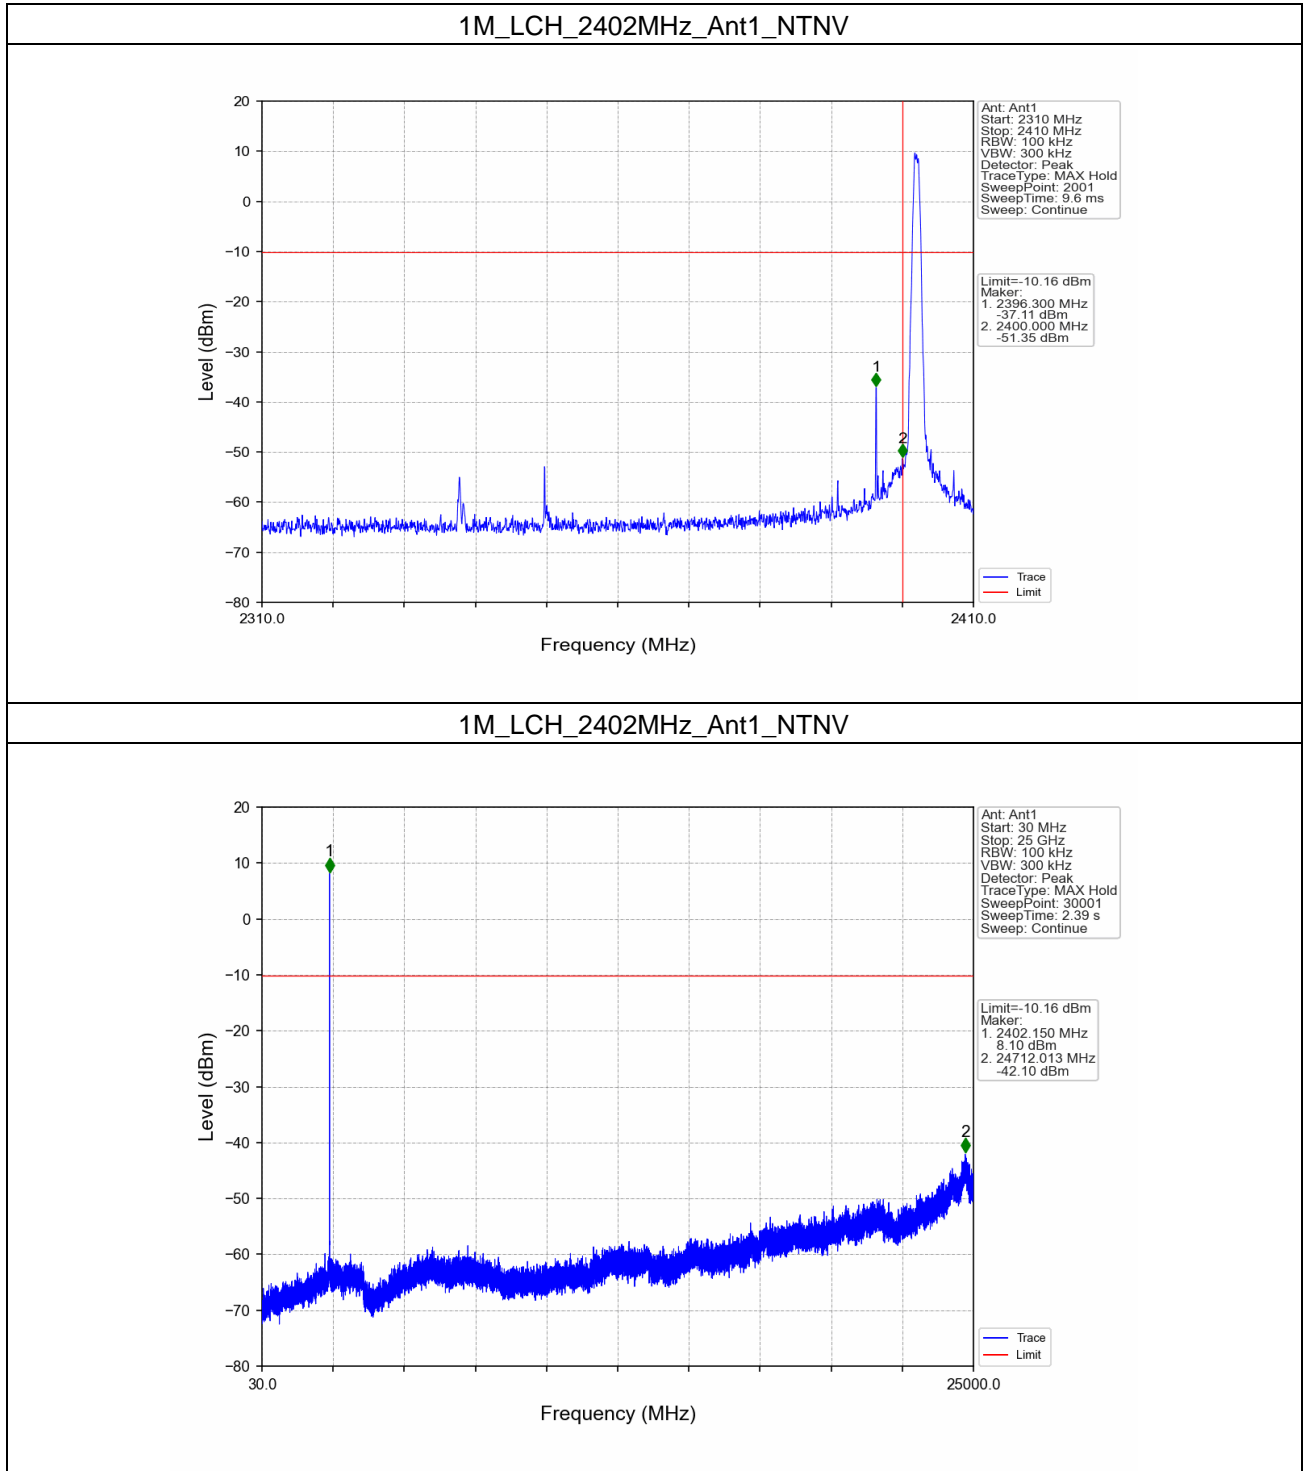 1M_LCH_2402MHz_Ant1_NTNV
20
10
0
−10
−20
−30
−40
−50
−60
−70
−80
Level (dBm)
1
2
2310.0
2410.0
Frequency (MHz)
Ant: Ant1
Start: 2310 MHz
Stop: 2410 MHz
RBW: 100 kHz
VBW: 300 kHz
Detector: Peak
TraceType: MAX Hold
SweepPoint: 2001
SweepTime: 9.6 ms
Sweep: Continue
Limit=-10.16 dBm
Maker:
1. 2396.300 MHz
-37.11 dBm
2. 2400.000 MHz
-51.35 dBm
Trace
Limit
1M_LCH_2402MHz_Ant1_NTNV
20
10
0
−10
−20
−30
−40
−50
−60
−70
−80
Level (dBm)
1
2
30.0
25000.0
Frequency (MHz)
Ant: Ant1
Start: 30 MHz
Stop: 25 GHz
RBW: 100 kHz
VBW: 300 kHz
Detector: Peak
TraceType: MAX Hold
SweepPoint: 30001
SweepTime: 2.39 s
Sweep: Continue
Limit=-10.16 dBm
Maker:
1. 2402.150 MHz
8.10 dBm
2. 24712.013 MHz
-42.10 dBm
Trace
Limit